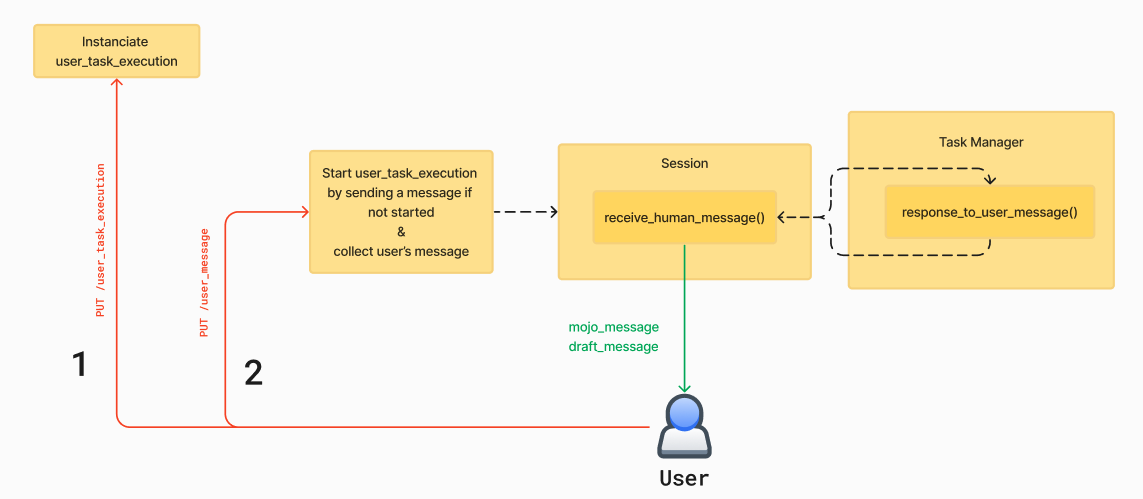 Instanciate
user_task_execution
PUT /user_task_execution
1
PUT /user_message
2
Start user_task_execution
by sending a message if
not started
&
collect user's message
Session
receive_human_message()
Task Manager
response_to_user_message()
mojo_message
draft_message
User